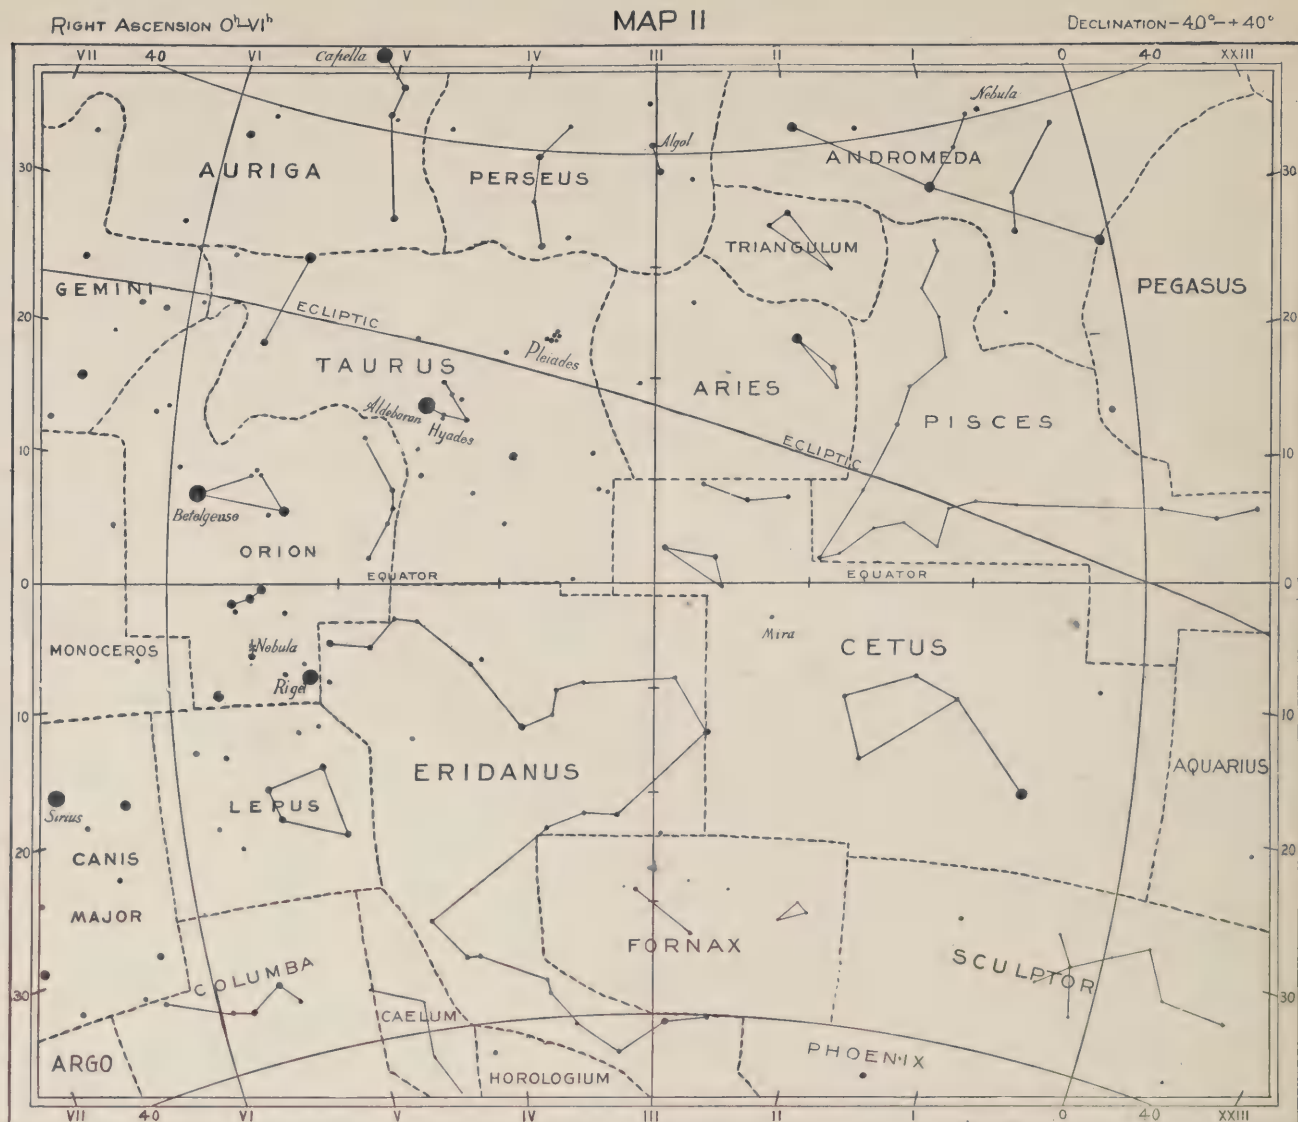 RIGHT ASCENSION 0ʰ-VIʰ
MAP II
DECLINATION -40°-+40°
VII 40 VI Capella V IV III II I 0 40 XXIII
Nebula
Algol
ANDROMEDA
30 AURIGA PERSEUS 30
TRIANGULUM
GEMINI PEGASUS
ECLIPTIC
20 20
TAURUS Pleiades
ARIES
Aldebaran Hyades PISCES
ECLIPTIC
10 10
Betelgeuse
ORION
EQUATOR EQUATOR
0 0
Mira
MONOCEROS Nebula CETUS
Rigel
10 10
ERIDANUS AQUARIUS
LEPUS
Sirius
20 CANIS 20
MAJOR
FORNAX
COLUMBA SCULPTOR
30 30
CAELUM
ARGO PHOENIX
HOROLOGIUM
VII 40 VI V IV III II I 0 40 XXIII